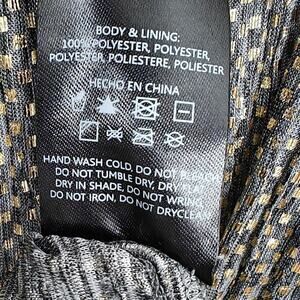 BODY & LINING:
100% POLYESTER, POLYESTER,
POLYESTER, POLIESTERE, POLIESTER
HECHO EN CHINA
HAND WASH COLD, DO NOT BLEACH
DO NOT TUMBLE DRY, DRY FLAT
DRY IN SHADE, DO NOT WRING,
DO NOT IRON, DO NOT DRYCLEAN